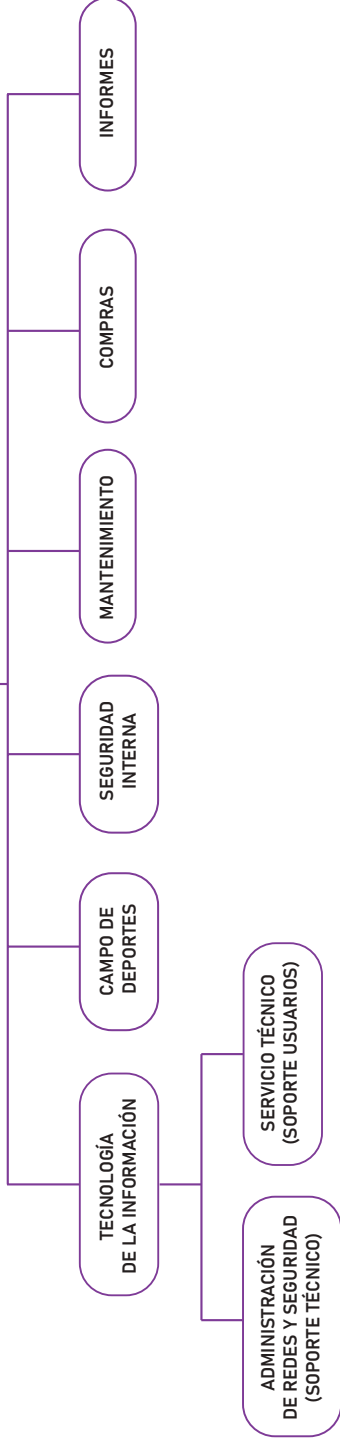 TECNOLOGÍA
DE LA INFORMACIÓN
CAMPO DE
DEPORTES
SEGURIDAD
INTERNA
MANTENIMIENTO
COMPRAS
INFORMES
ADMINISTRACIÓN
DE REDES Y SEGURIDAD
(SOPORTE TÉCNICO)
SERVICIO TÉCNICO
(SOPORTE USUARIOS)